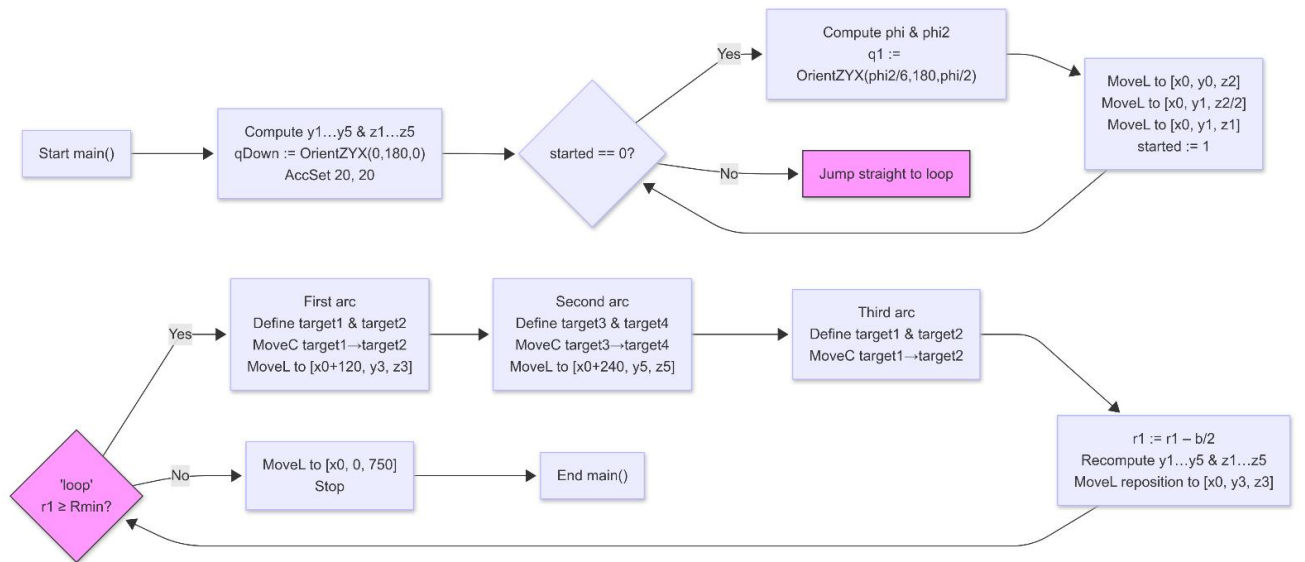 Start main()
Compute y1...y5 & z1...z5
qDown := OrientZYX(0,180,0)
AccSet 20, 20
started == 0?
Yes
Compute phi & phi2
q1 :=
OrientZYX(phi2/6,180,phi/2)
MoveL to [x0, y0, z2]
MoveL to [x0, y1, z2/2]
MoveL to [x0, y1, z1]
started := 1
No
Jump straight to loop
'loop'
r1 ≥ Rmin?
Yes
First arc
Define target1 & target2
MoveC target1→target2
MoveL to [x0+120, y3, z3]
Second arc
Define target3 & target4
MoveC target3→target4
MoveL to [x0+240, y5, z5]
Third arc
Define target1 & target2
MoveC target1→target2
r1 := r1 – b/2
Recompute y1...y5 & z1...z5
MoveL reposition to [x0, y3, z3]
No
MoveL to [x0, 0, 750]
Stop
End main()